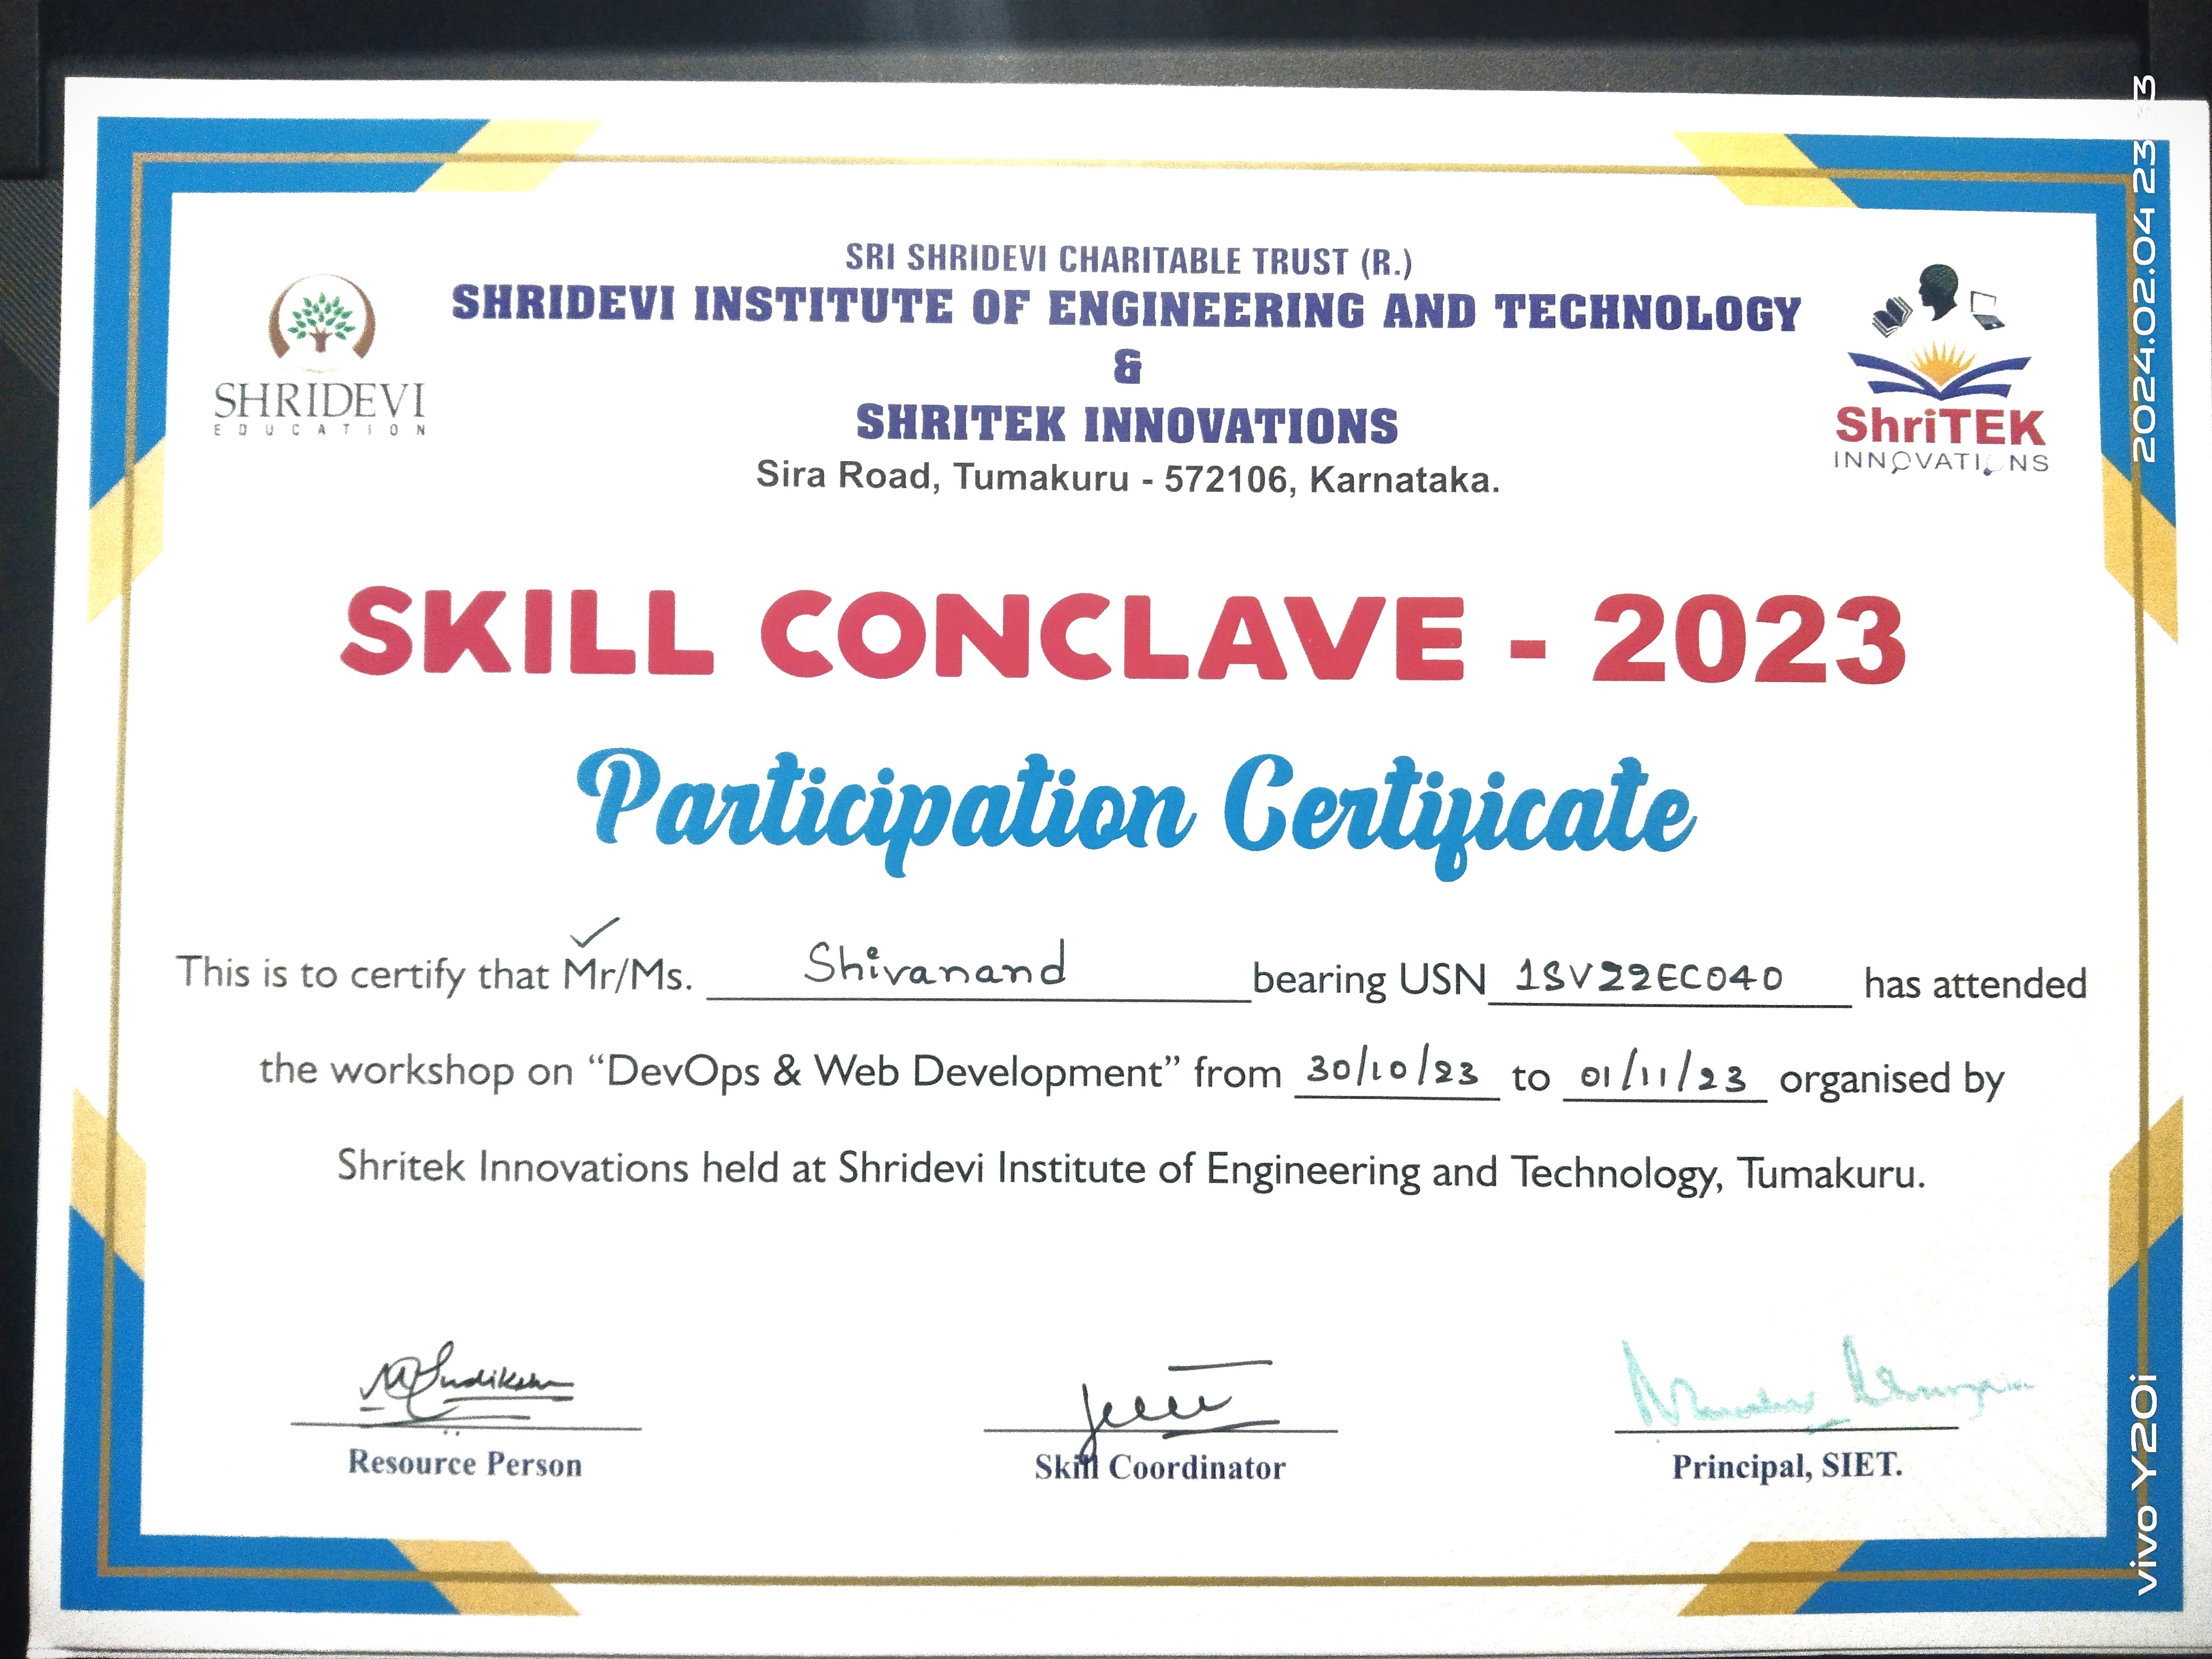 SRI SHRIDEVI CHARITABLE TRUST (R.)
SHRIDEVI INSTITUTE OF ENGINEERING AND TECHNOLOGY
&
SHRITEK INNOVATIONS
Sira Road, Tumakuru - 572106, Karnataka.
SHRIDEVI
EDUCATION
ShriTEK
INNOVATIONS
SKILL CONCLAVE - 2023
Participation Certificate
This is to certify that Mr/Ms. Shivanand bearing USN 1SV22EC040 has attended
the workshop on “DevOps & Web Development” from 30/10/23 to 01/11/23 organised by
Shritek Innovations held at Shridevi Institute of Engineering and Technology, Tumakuru.
Resource Person
Skill Coordinator
Principal, SIET.
vivo Y20i
2024.02.04 23